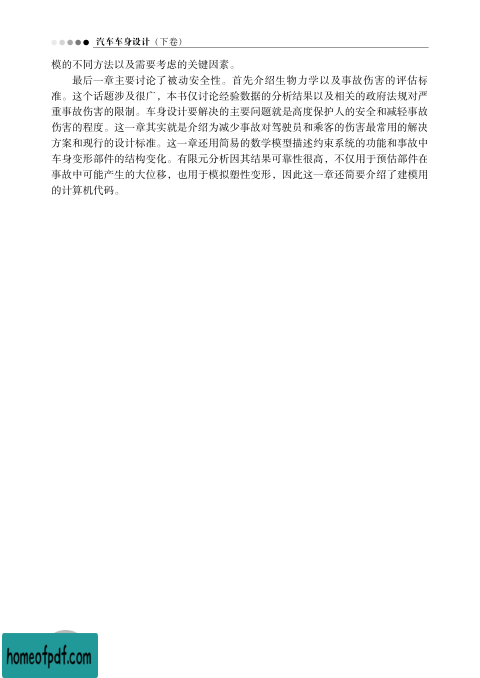 汽车车身设计（下卷）
模的不同方法以及需要考虑的关键因素。
最后一章主要讨论了被动安全性。首先介绍生物力学以及事故伤害的评估标
准。这个话题涉及很广，本书仅讨论经验数据的分析结果以及相关的政府法规对严
重事故伤害的限制。车身设计要解决的主要问题就是高度保护人的安全和减轻事故
伤害的程度。这一章其实就是介绍为减少事故对驾驶员和乘客的伤害最常用的解决
方案和现行的设计标准。这一章还用简易的数学模型描述约束系统的功能和事故中
车身变形部件的结构变化。有限元分析因其结果可靠性很高，不仅用于预估部件在
事故中可能产生的大位移，也用于模拟塑性变形，因此这一章还简要介绍了建模用
的计算机代码。
homeofpdf.com